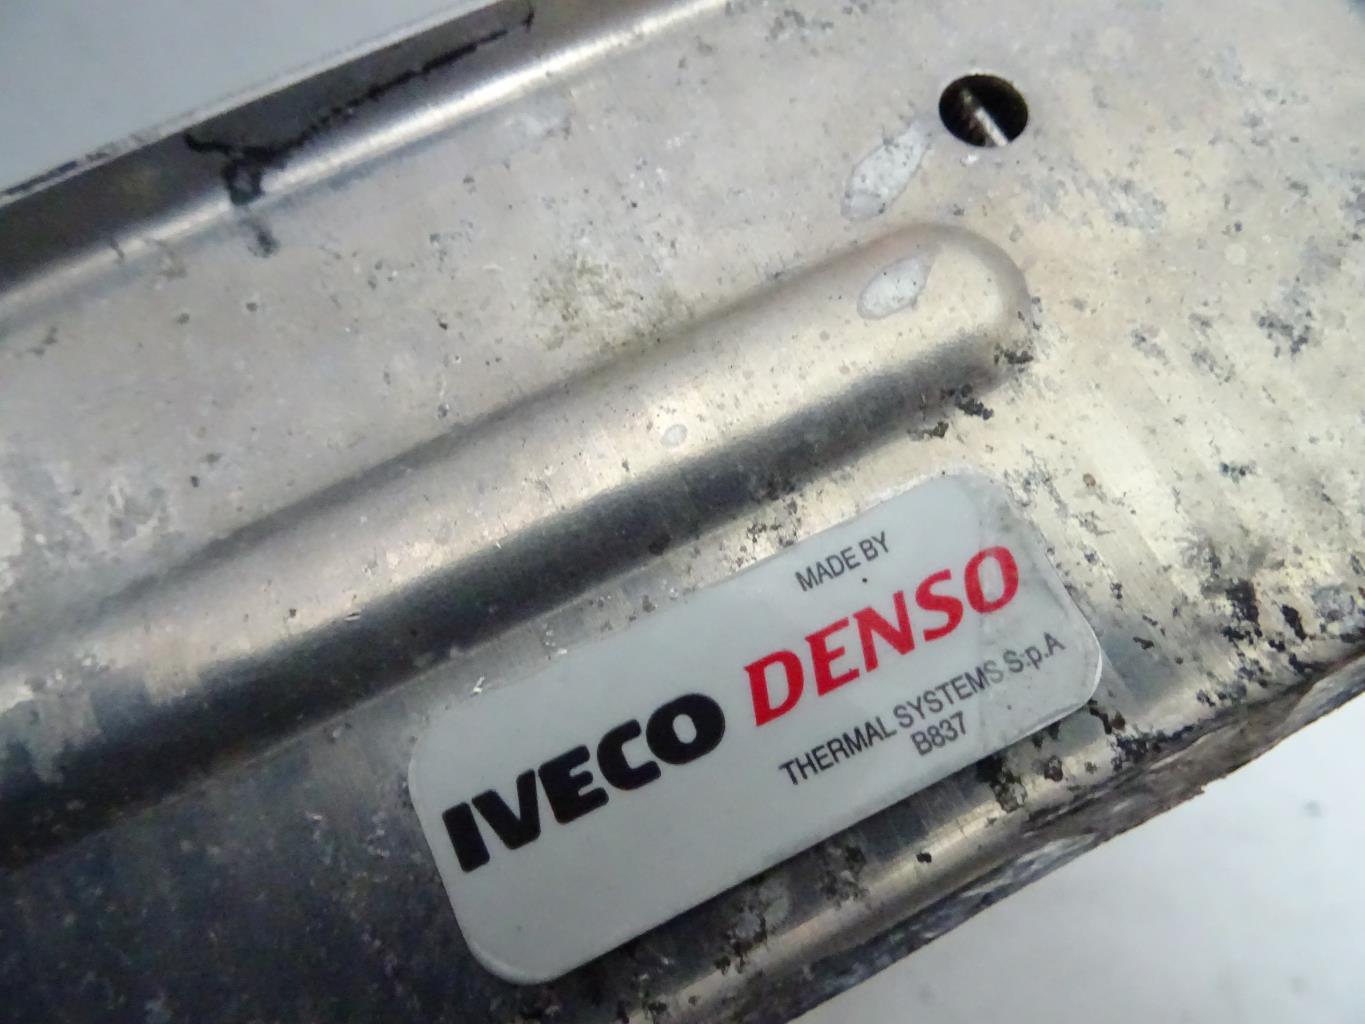 MADE BY
IVECO DENSO
THERMAL SYSTEMS S.p.A
B837